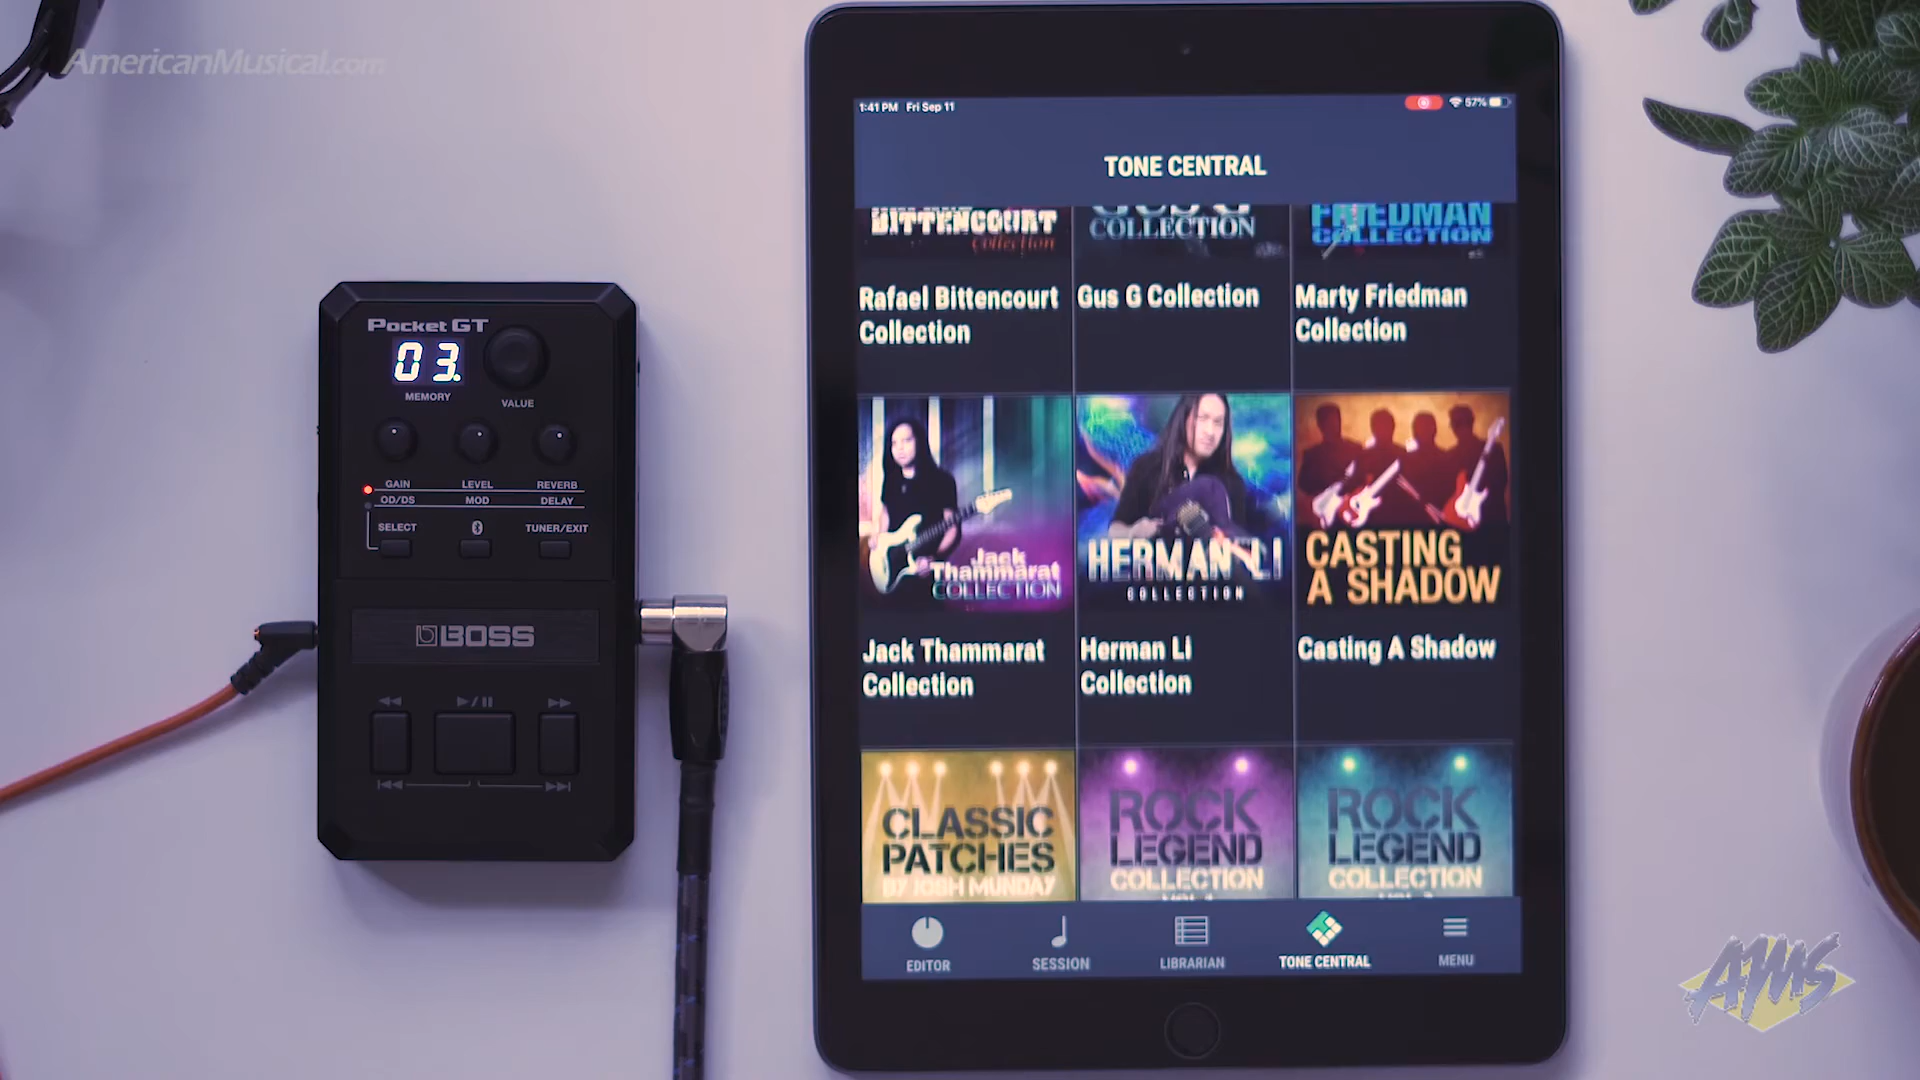 AmericanMusical.com
Pocket GT
03.
MEMORY
VALUE
GAIN
LEVEL
REVERB
OD/DS
MOD
DELAY
SELECT
TUNER/EXIT
BOSS
1:41 PM Fri Sep 11
57%
TONE CENTRAL
BITTENCOURT
Collection
GUS G
COLLECTION
FRIEDMAN
COLLECTION
Rafael Bittencourt
Collection
Gus G Collection
Marty Friedman
Collection
Jack
Thammarat
COLLECTION
HERMAN LI
COLLECTION
CASTING
A SHADOW
Jack Thammarat
Collection
Herman Li
Collection
Casting A Shadow
CLASSIC
PATCHES
BY JOSH MUNDAY
ROCK
LEGEND
COLLECTION
ROCK
LEGEND
COLLECTION
EDITOR
SESSION
LIBRARIAN
TONE CENTRAL
MENU
AMS